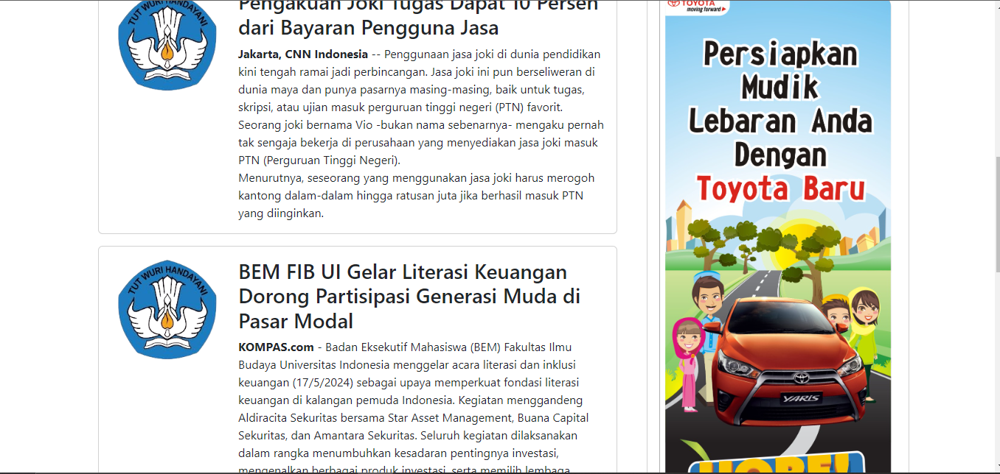 Pengakuan Joki Tugas Dapat 10 Persen
dari Bayaran Pengguna Jasa
TUT WURI HANDAYANI
Jakarta, CNN Indonesia -- Penggunaan jasa joki di dunia pendidikan
kini tengah ramai jadi perbincangan. Jasa joki ini pun berseliweran di
dunia maya dan punya pasarnya masing-masing, baik untuk tugas,
skripsi, atau ujian masuk perguruan tinggi negeri (PTN) favorit.
Seorang joki bernama Vio -bukan nama sebenarnya- mengaku pernah
tak sengaja bekerja di perusahaan yang menyediakan jasa joki masuk
PTN (Perguruan Tinggi Negeri).
Menurutnya, seseorang yang menggunakan jasa joki harus merogoh
kantong dalam-dalam hingga ratusan juta jika berhasil masuk PTN
yang diinginkan.
TUT WURI HANDAYANI
BEM FIB UI Gelar Literasi Keuangan
Dorong Partisipasi Generasi Muda di
Pasar Modal
KOMPAS.com - Badan Eksekutif Mahasiswa (BEM) Fakultas Ilmu
Budaya Universitas Indonesia menggelar acara literasi dan inklusi
keuangan (17/5/2024) sebagai upaya memperkuat fondasi literasi
keuangan di kalangan pemuda Indonesia. Kegiatan menggandeng
Aldiracita Sekuritas bersama Star Asset Management, Buana Capital
Sekuritas, dan Amantara Sekuritas. Seluruh kegiatan dilaksanakan
dalam rangka menumbuhkan kesadaran pentingnya investasi,
mengenalkan berbagai produk investasi, serta memilih lembaga
TOYOTA
moving forward
Persiapkan
Mudik
Lebaran Anda
Dengan
Toyota Baru
YARIS